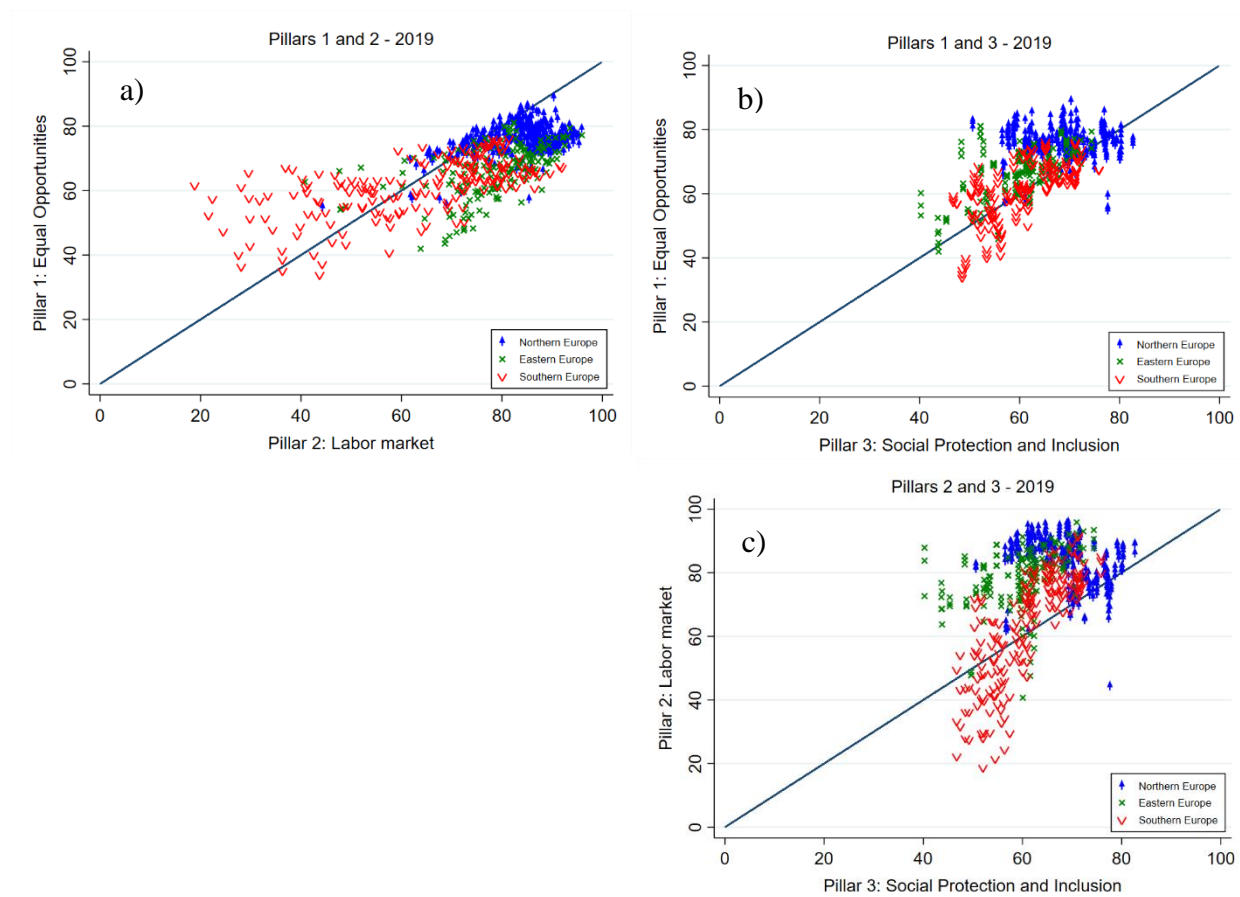 Pillars 1 and 2 - 2019
a)
Pillar 1: Equal Opportunities
100
80
60
40
20
0
0 20 40 60 80 100
Pillar 2: Labor market
Northern Europe
Eastern Europe
Southern Europe
Pillars 1 and 3 - 2019
b)
Pillar 1: Equal Opportunities
100
80
60
40
20
0
0 20 40 60 80 100
Pillar 3: Social Protection and Inclusion
Northern Europe
Eastern Europe
Southern Europe
Pillars 2 and 3 - 2019
c)
Pillar 2: Labor market
100
80
60
40
20
0
0 20 40 60 80 100
Pillar 3: Social Protection and Inclusion
Northern Europe
Eastern Europe
Southern Europe